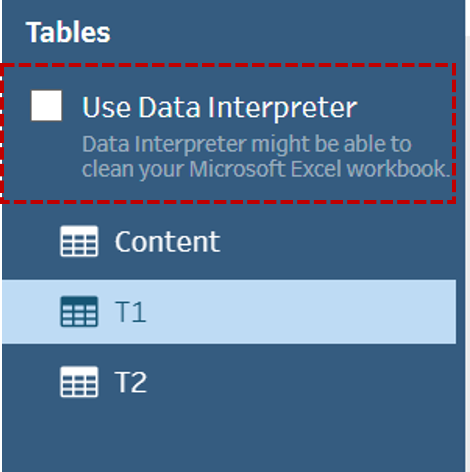 Tables
Use Data Interpreter
Data Interpreter might be able to
clean your Microsoft Excel workbook.
Content
T1
T2